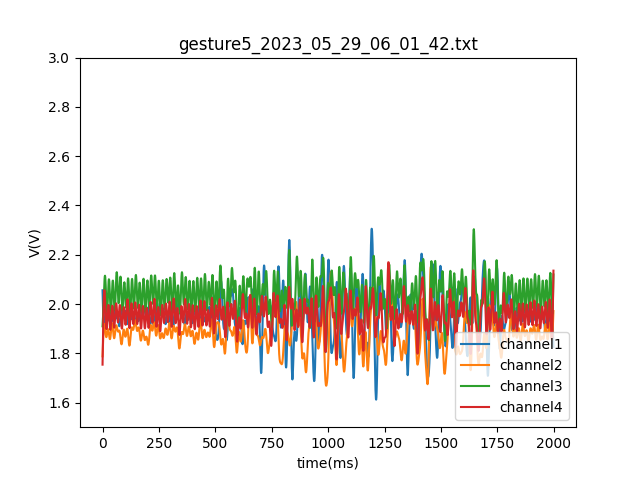 gesture5_2023_05_29_06_01_42.txt
3.0
2.8
2.6
2.4
2.2
2.0
1.8
1.6
V(V)
channel1
channel2
channel3
channel4
0 250 500 750 1000 1250 1500 1750 2000
time(ms)